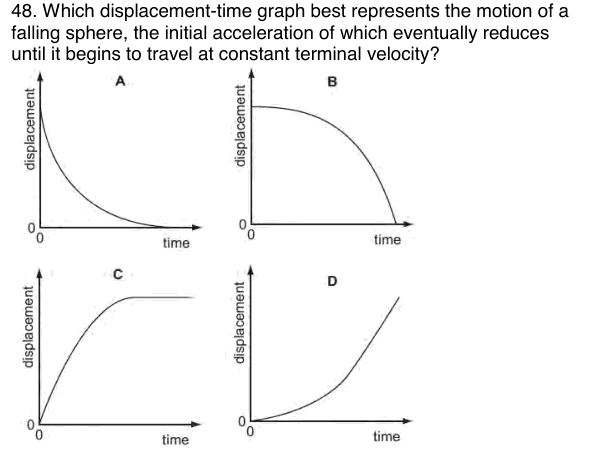 48. Which displacement-time graph best represents the motion of a
falling sphere, the initial acceleration of which eventually reduces
until it begins to travel at constant terminal velocity?
A
displacement
0
0
time
B
displacement
0
0
time
C
displacement
0
0
time
D
displacement
0
0
time